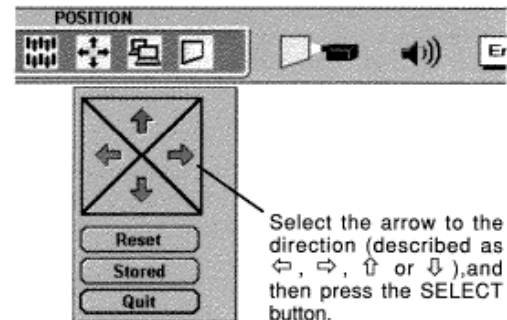 POSITION
Reset
Stored
Quit
Select the arrow to the
direction (described as
⇦ , ⇨ , ⇧ or ⇩ ),and
then press the SELECT
button.